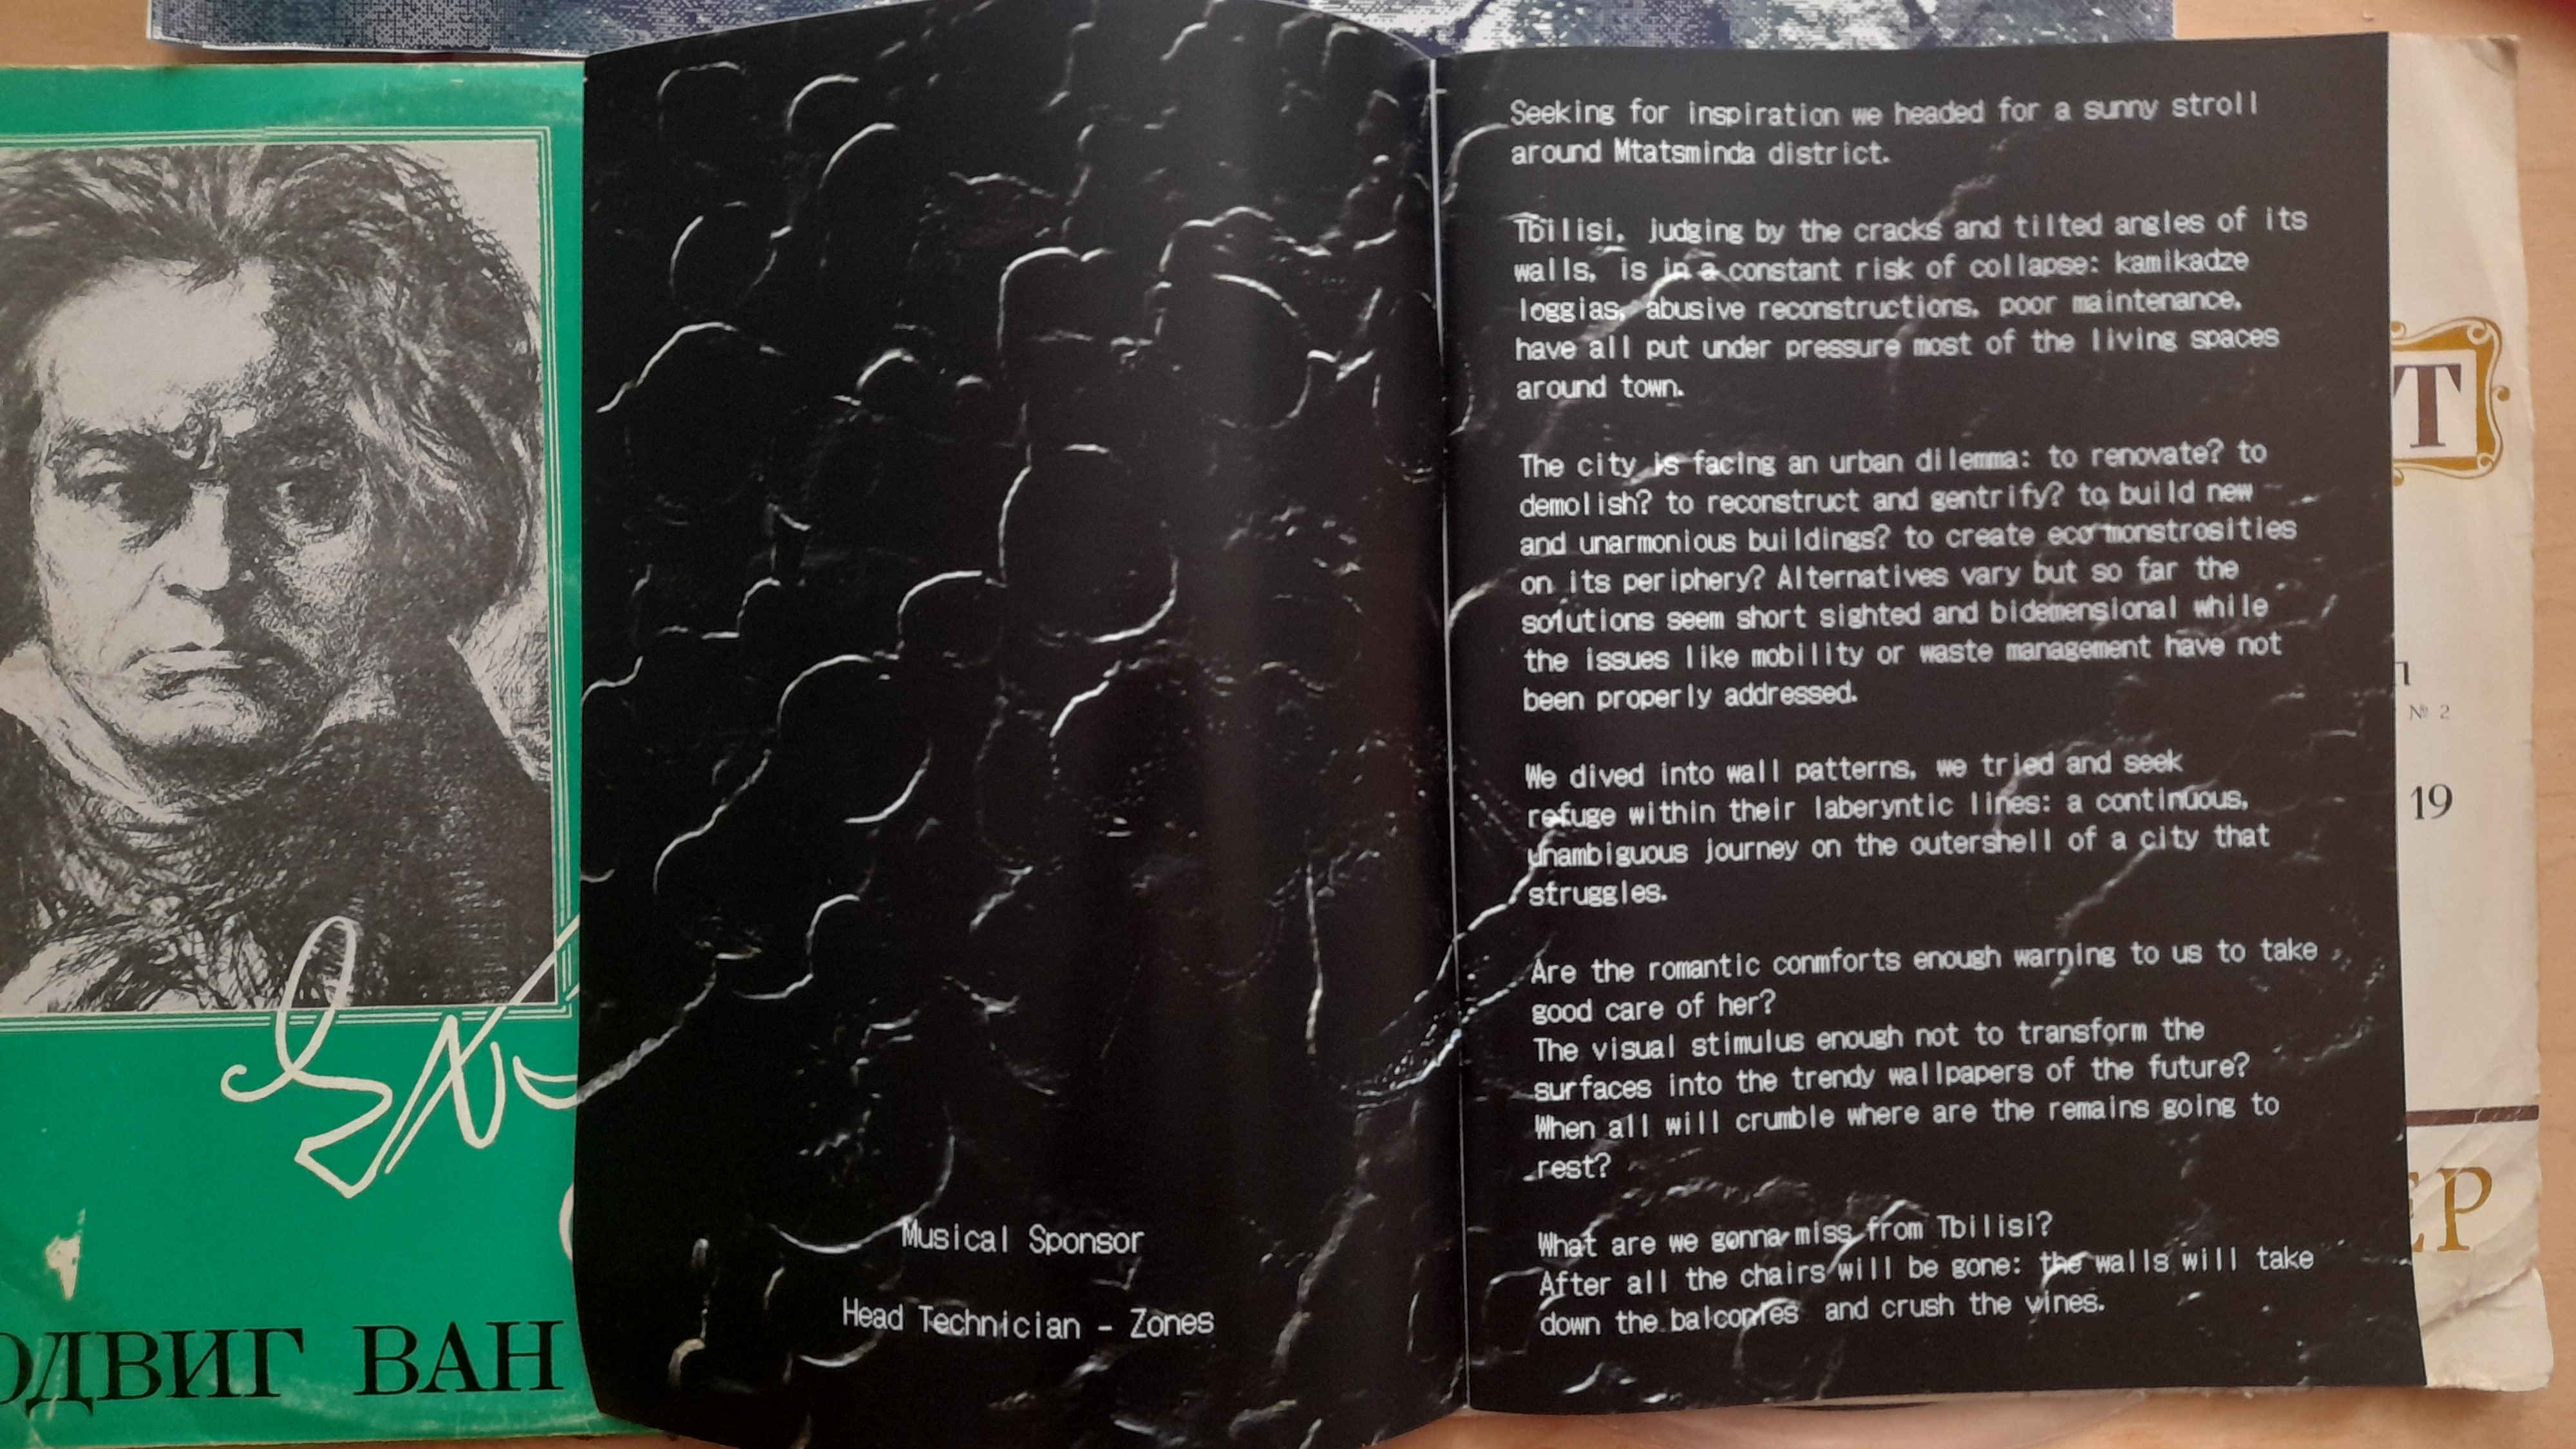 ОДВИГ ВАН
Musical Sponsor
Head Technician - Zones
Seeking for inspiration we headed for a sunny stroll
around Mtatsminda district.
Tbilisi, judging by the cracks and tilted angles of its
walls, is in a constant risk of collapse: kamikadze
loggias, abusive reconstructions, poor maintenance,
have all put under pressure most of the living spaces
around town.
The city is facing an urban dilemma: to renovate? to
demolish? to reconstruct and gentrify? to build new
and unarmonious buildings? to create eco monstrosities
on its periphery? Alternatives vary but so far the
solutions seem short sighted and bidemensional while
the issues like mobility or waste management have not
been properly addressed.
We dived into wall patterns, we tried and seek
refuge within their laberyntic lines: a continuous,
unambiguous journey on the outershell of a city that
struggles.
Are the romantic conmforts enough warning to us to take
good care of her?
The visual stimulus enough not to transform the
surfaces into the trendy wallpapers of the future?
When all will crumble where are the remains going to
rest?
What are we gonna miss from Tbilisi?
After all the chairs will be gone: the walls will take
down the balconies and crush the vines.
Т
№ 2
19
ЕР